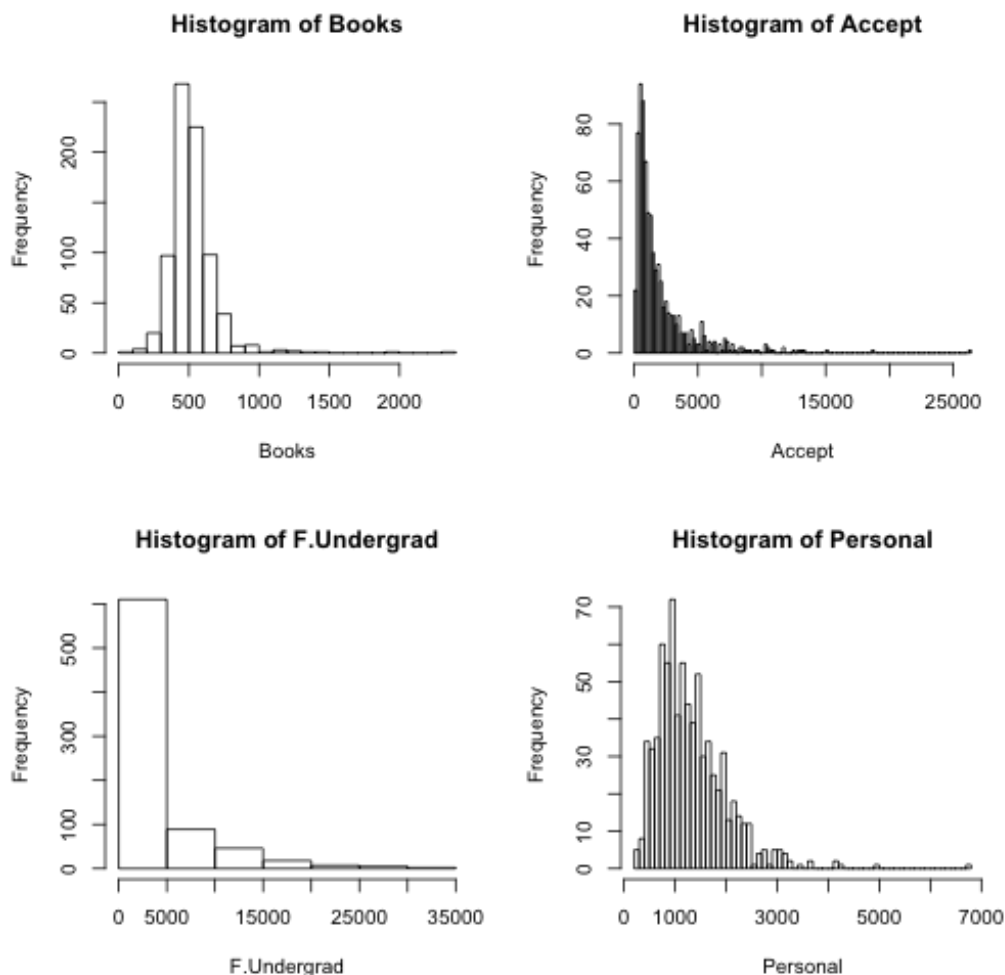 Histogram of Books
Frequency
0 50 100 200
0 500 1000 1500 2000
Books
Histogram of Accept
Frequency
0 20 40 60 80
0 5000 15000 25000
Accept
Histogram of F.Undergrad
Frequency
0 100 300 500
0 5000 15000 25000 35000
F.Undergrad
Histogram of Personal
Frequency
0 10 30 50 70
0 1000 3000 5000 7000
Personal